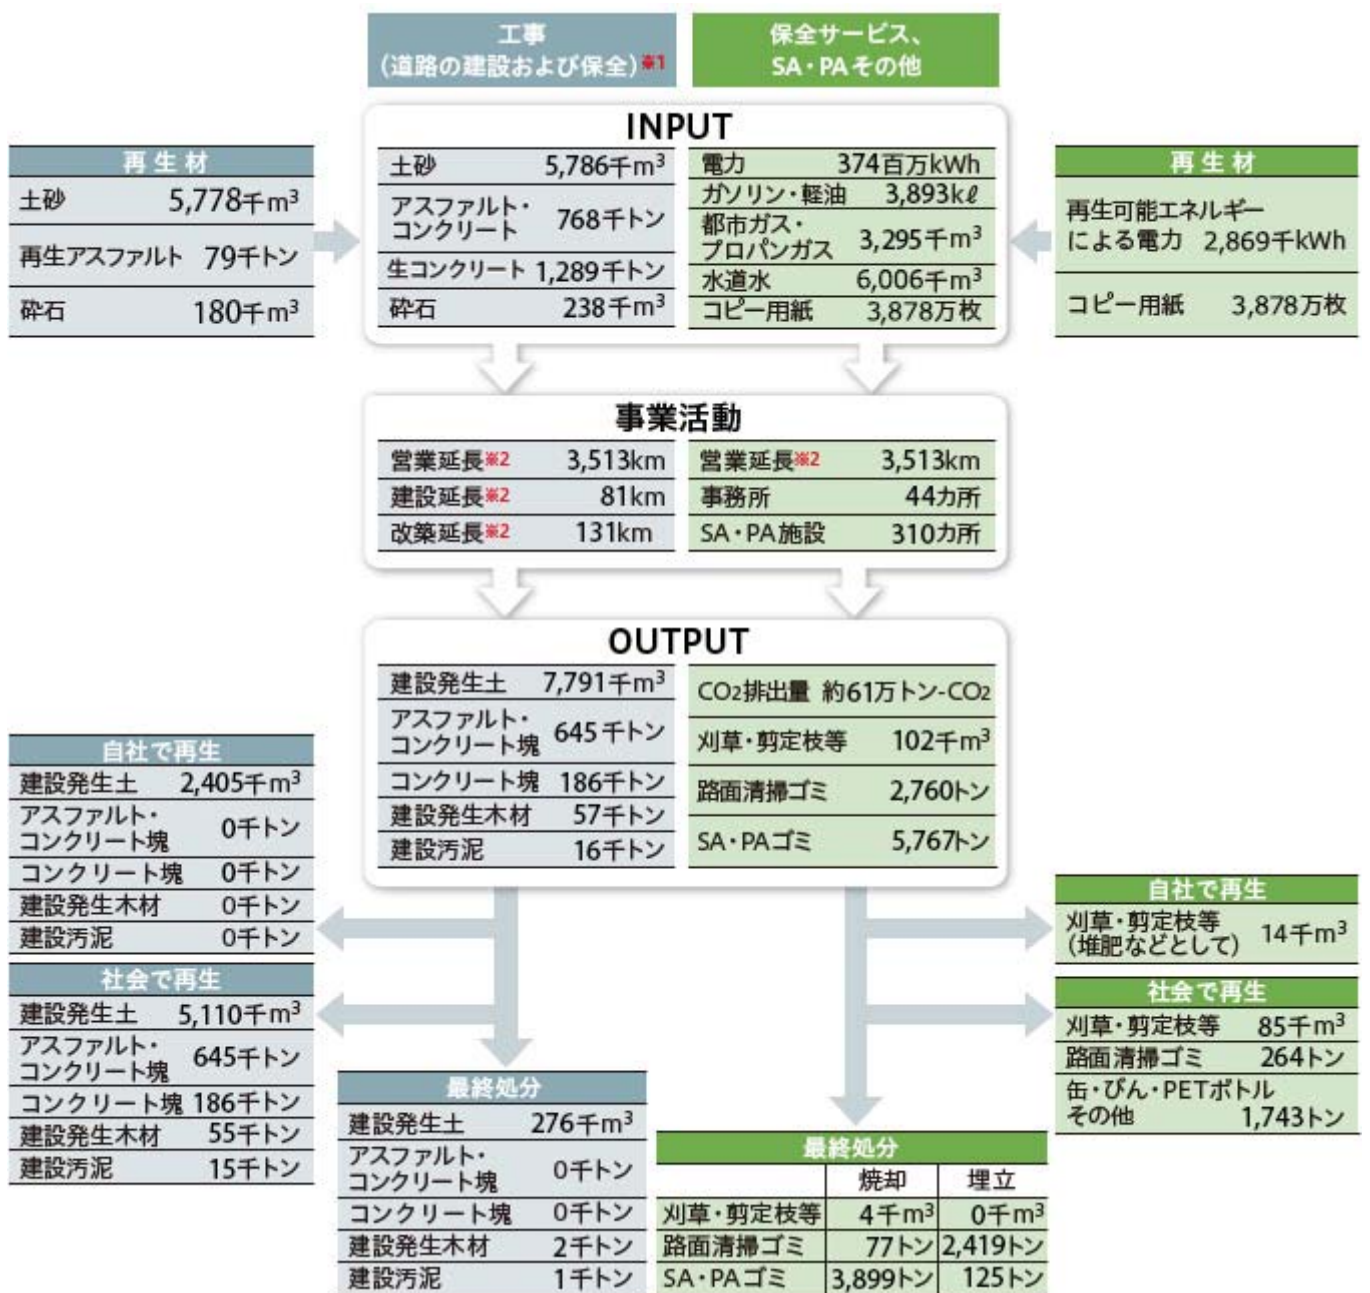 工事
(道路の建設および保全)※1
保全サービス、
SA・PAその他
再生材
土砂 5,778千m³
再生アスファルト 79千トン
砕石 180千m³
INPUT
土砂 5,786千m³
アスファルト・
コンクリート 768千トン
生コンクリート 1,289千トン
砕石 238千m³
電力 374百万kWh
ガソリン・軽油 3,893kℓ
都市ガス・
プロパンガス 3,295千m³
水道水 6,006千m³
コピー用紙 3,878万枚
再生材
再生可能エネルギー
による電力 2,869千kWh
コピー用紙 3,878万枚
事業活動
営業延長※2 3,513km
建設延長※2 81km
改築延長※2 131km
営業延長※2 3,513km
事務所 44カ所
SA・PA施設 310カ所
OUTPUT
建設発生土 7,791千m³
アスファルト・
コンクリート塊 645千トン
コンクリート塊 186千トン
建設発生木材 57千トン
建設汚泥 16千トン
CO₂排出量 約61万トン-CO₂
刈草・剪定枝等 102千m³
路面清掃ゴミ 2,760トン
SA・PAゴミ 5,767トン
自社で再生
建設発生土 2,405千m³
アスファルト・
コンクリート塊 0千トン
コンクリート塊 0千トン
建設発生木材 0千トン
建設汚泥 0千トン
社会で再生
建設発生土 5,110千m³
アスファルト・
コンクリート塊 645千トン
コンクリート塊 186千トン
建設発生木材 55千トン
建設汚泥 15千トン
最終処分
建設発生土 276千m³
アスファルト・
コンクリート塊 0千トン
コンクリート塊 0千トン
建設発生木材 2千トン
建設汚泥 1千トン
自社で再生
刈草・剪定枝等
(堆肥などとして) 14千m³
社会で再生
刈草・剪定枝等 85千m³
路面清掃ゴミ 264トン
缶・びん・PETボトル
その他 1,743トン
最終処分
焼却 埋立
刈草・剪定枝等 4千m³ 0千m³
路面清掃ゴミ 77トン 2,419トン
SA・PAゴミ 3,899トン 125トン